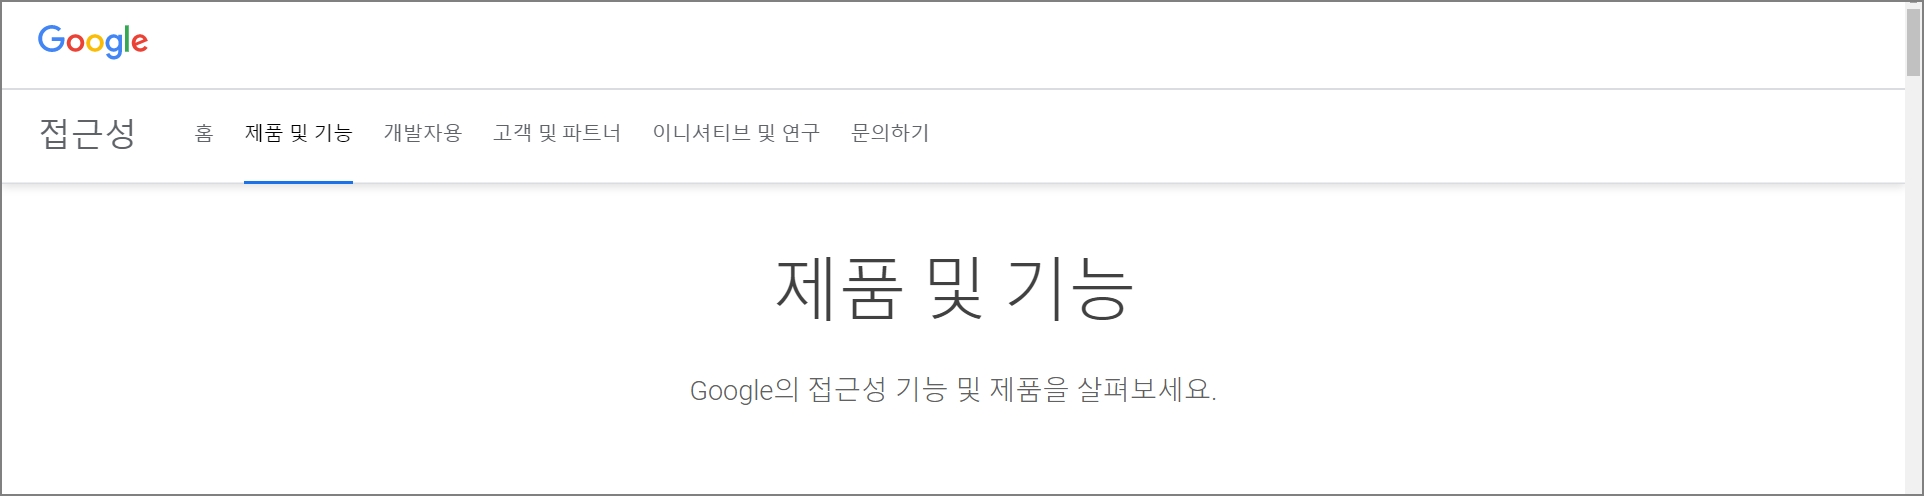 Google
접근성 홈 제품 및 기능 개발자용 고객 및 파트너 이니셔티브 및 연구 문의하기
제품 및 기능
Google의 접근성 기능 및 제품을 살펴보세요.